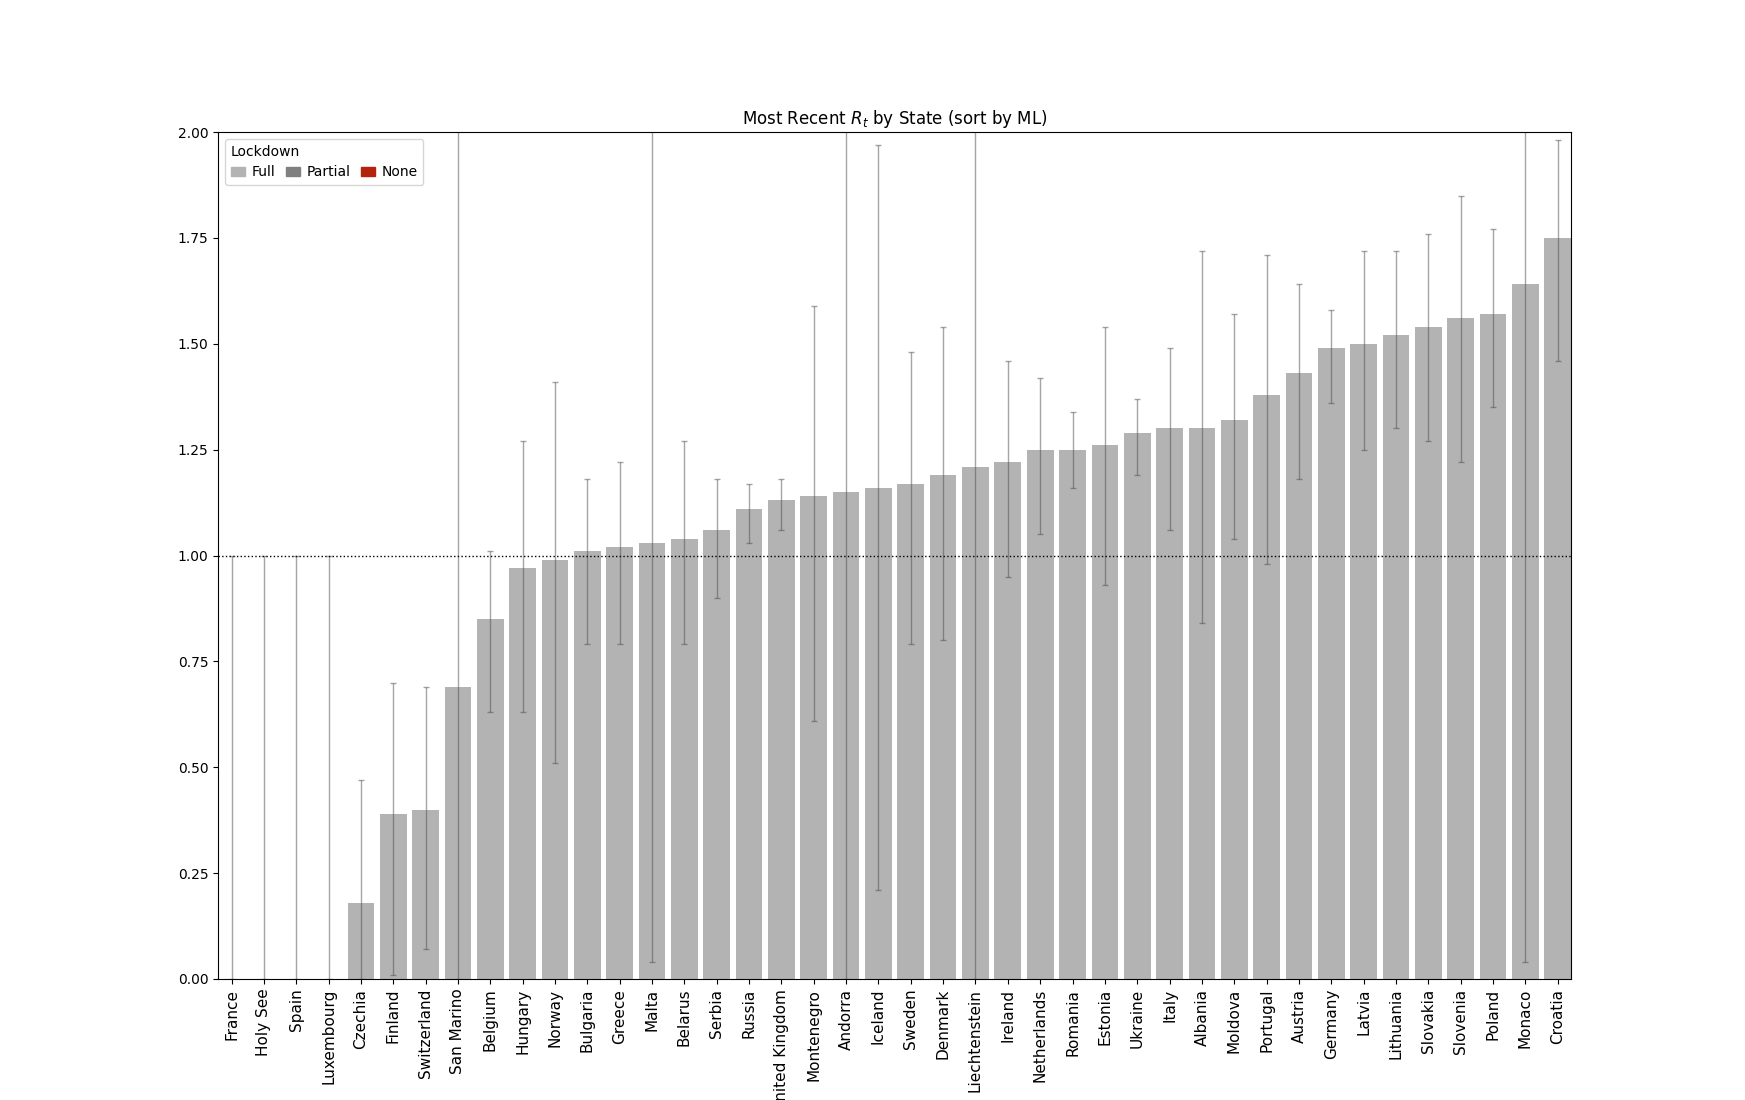 Most Recent Rt by State (sort by ML)
Lockdown
Full Partial None
2.00
1.75
1.50
1.25
1.00
0.75
0.50
0.25
0.00
France
Holy See
Spain
Luxembourg
Czechia
Finland
Switzerland
San Marino
Belgium
Hungary
Norway
Bulgaria
Greece
Malta
Belarus
Serbia
Russia
nited Kingdom
Montenegro
Andorra
Iceland
Sweden
Denmark
Liechtenstein
Ireland
Netherlands
Romania
Estonia
Ukraine
Italy
Albania
Moldova
Portugal
Austria
Germany
Latvia
Lithuania
Slovakia
Slovenia
Poland
Monaco
Croatia